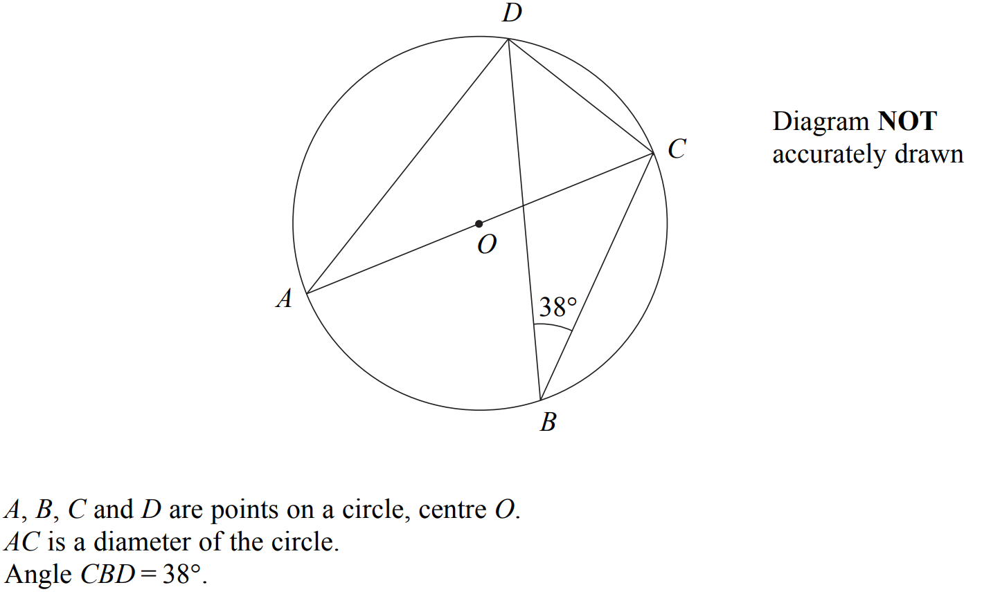 D
Diagram NOT
accurately drawn
C
O
A
38°
B
A, B, C and D are points on a circle, centre O.
AC is a diameter of the circle.
Angle CBD = 38°.